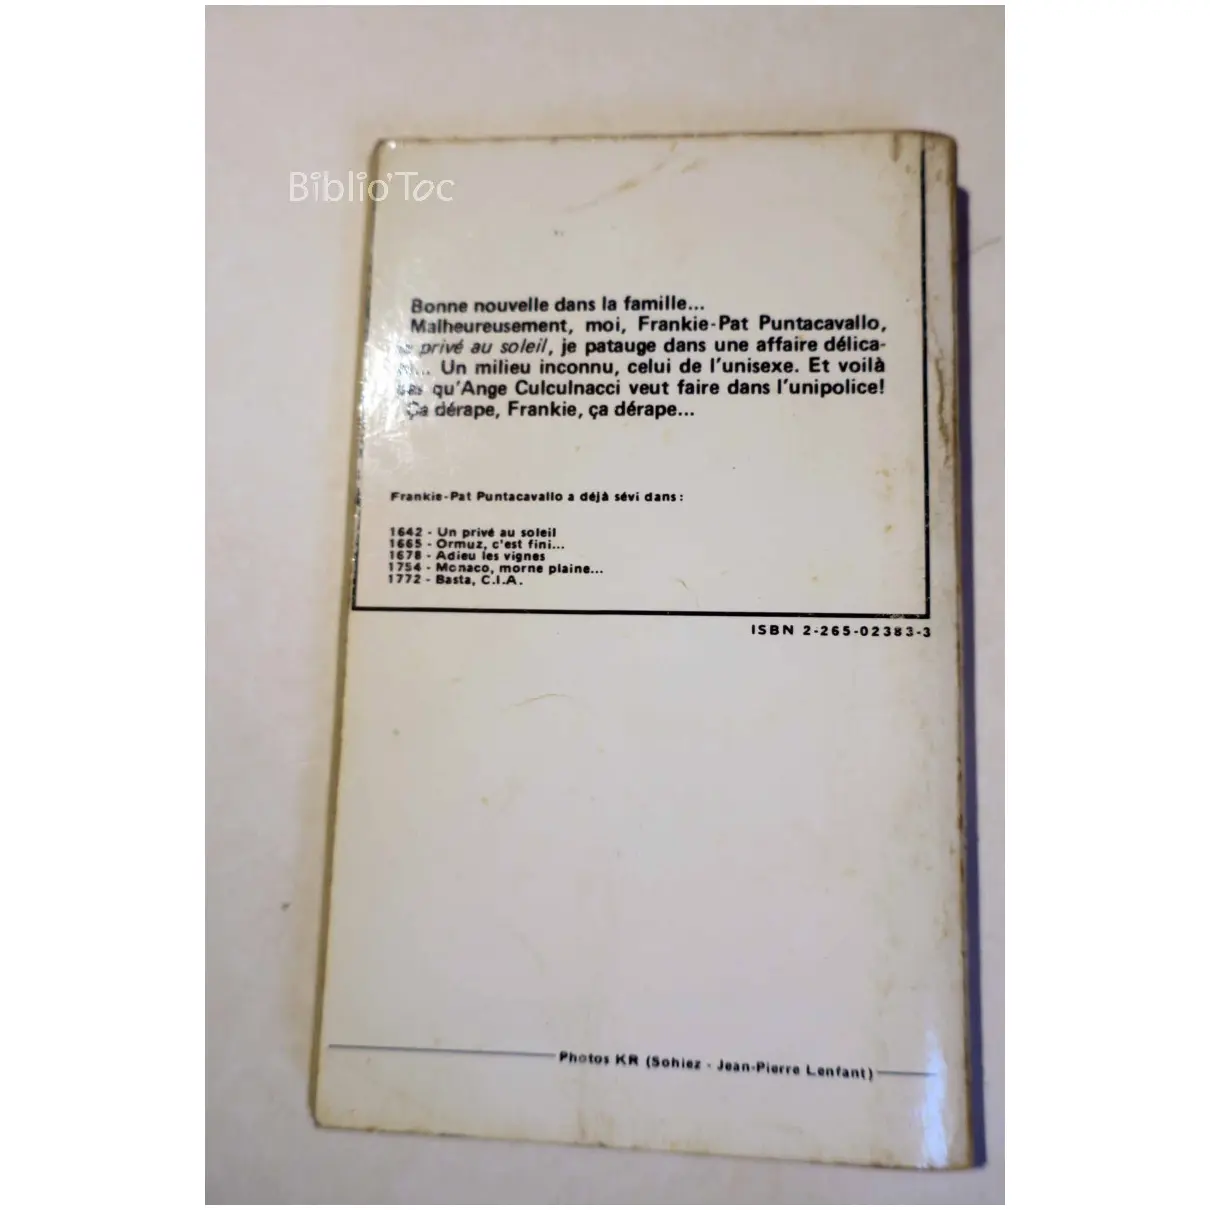 Biblio'Toc
Bonne nouvelle dans la famille...
Malheureusement, moi, Frankie-Pat Puntacavallo,
privé au soleil, je patauge dans une affaire délica-
... Un milieu inconnu, celui de l'unisexe. Et voilà
qu'Ange Culculnacci veut faire dans l'unipolice!
Ça dérape, Frankie, ça dérape...
Frankie-Pat Puntacavallo a déjà sévi dans :
1642 - Un privé au soleil
1665 - Ormuz, c'est fini...
1678 - Adieu les vignes
1754 - Monaco, morne plaine...
1772 - Basta, C.I.A.
ISBN 2-265-02383-3
Photos KR (Sohiez - Jean-Pierre Lenfant)